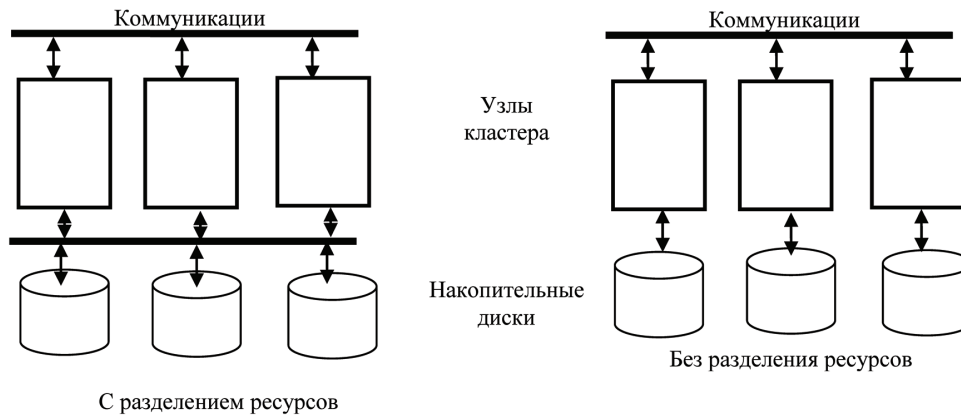 Коммуникации
Коммуникации
Узлы
кластера
Накопительные
диски
Без разделения ресурсов
С разделением ресурсов